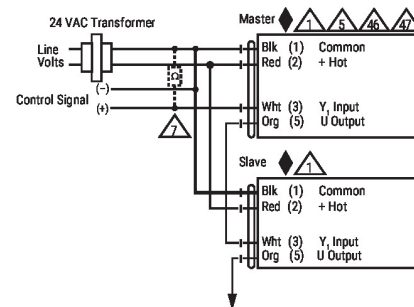 24 VAC Transformer
Master 1 5 46 47
Line
Volts
Blk (1) Common
Red (2) + Hot
(–)
Control Signal
(+)
Ω
Wht (3) Y₁ Input
Org (5) U Output
7
Slave 1
Blk (1) Common
Red (2) + Hot
Wht (3) Y₁ Input
Org (5) U Output